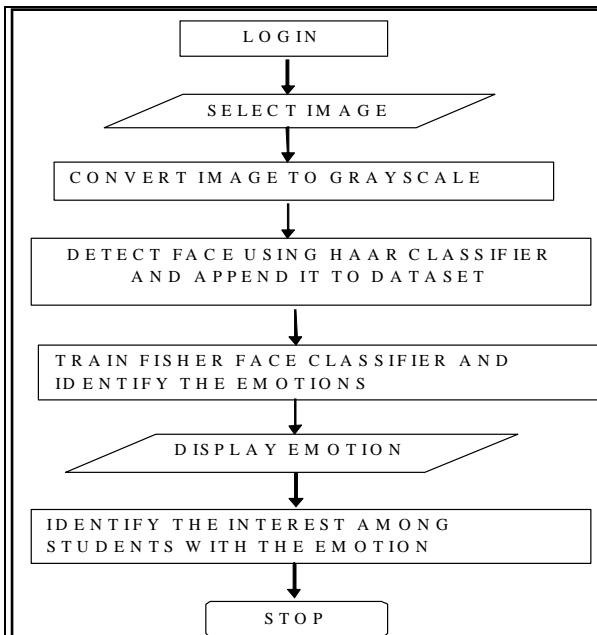 LOGIN
SELECT IMAGE
CONVERT IMAGE TO GRAYSCALE
DETECT FACE USING HAAR CLASSIFIER
AND APPEND IT TO DATASET
TRAIN FISHER FACE CLASSIFIER AND
IDENTIFY THE EMOTIONS
DISPLAY EMOTION
IDENTIFY THE INTEREST AMONG
STUDENTS WITH THE EMOTION
STOP